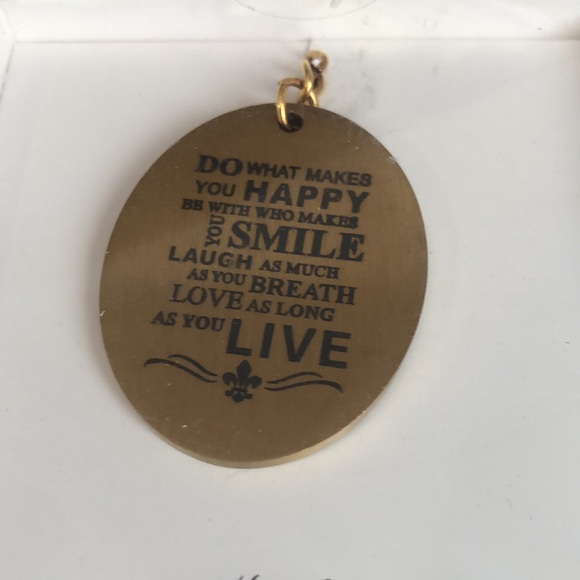 DO WHAT MAKES
YOU HAPPY
BE WITH WHO MAKES
YOU SMILE
LAUGH AS MUCH
AS YOU BREATH
LOVE AS LONG
AS YOU LIVE